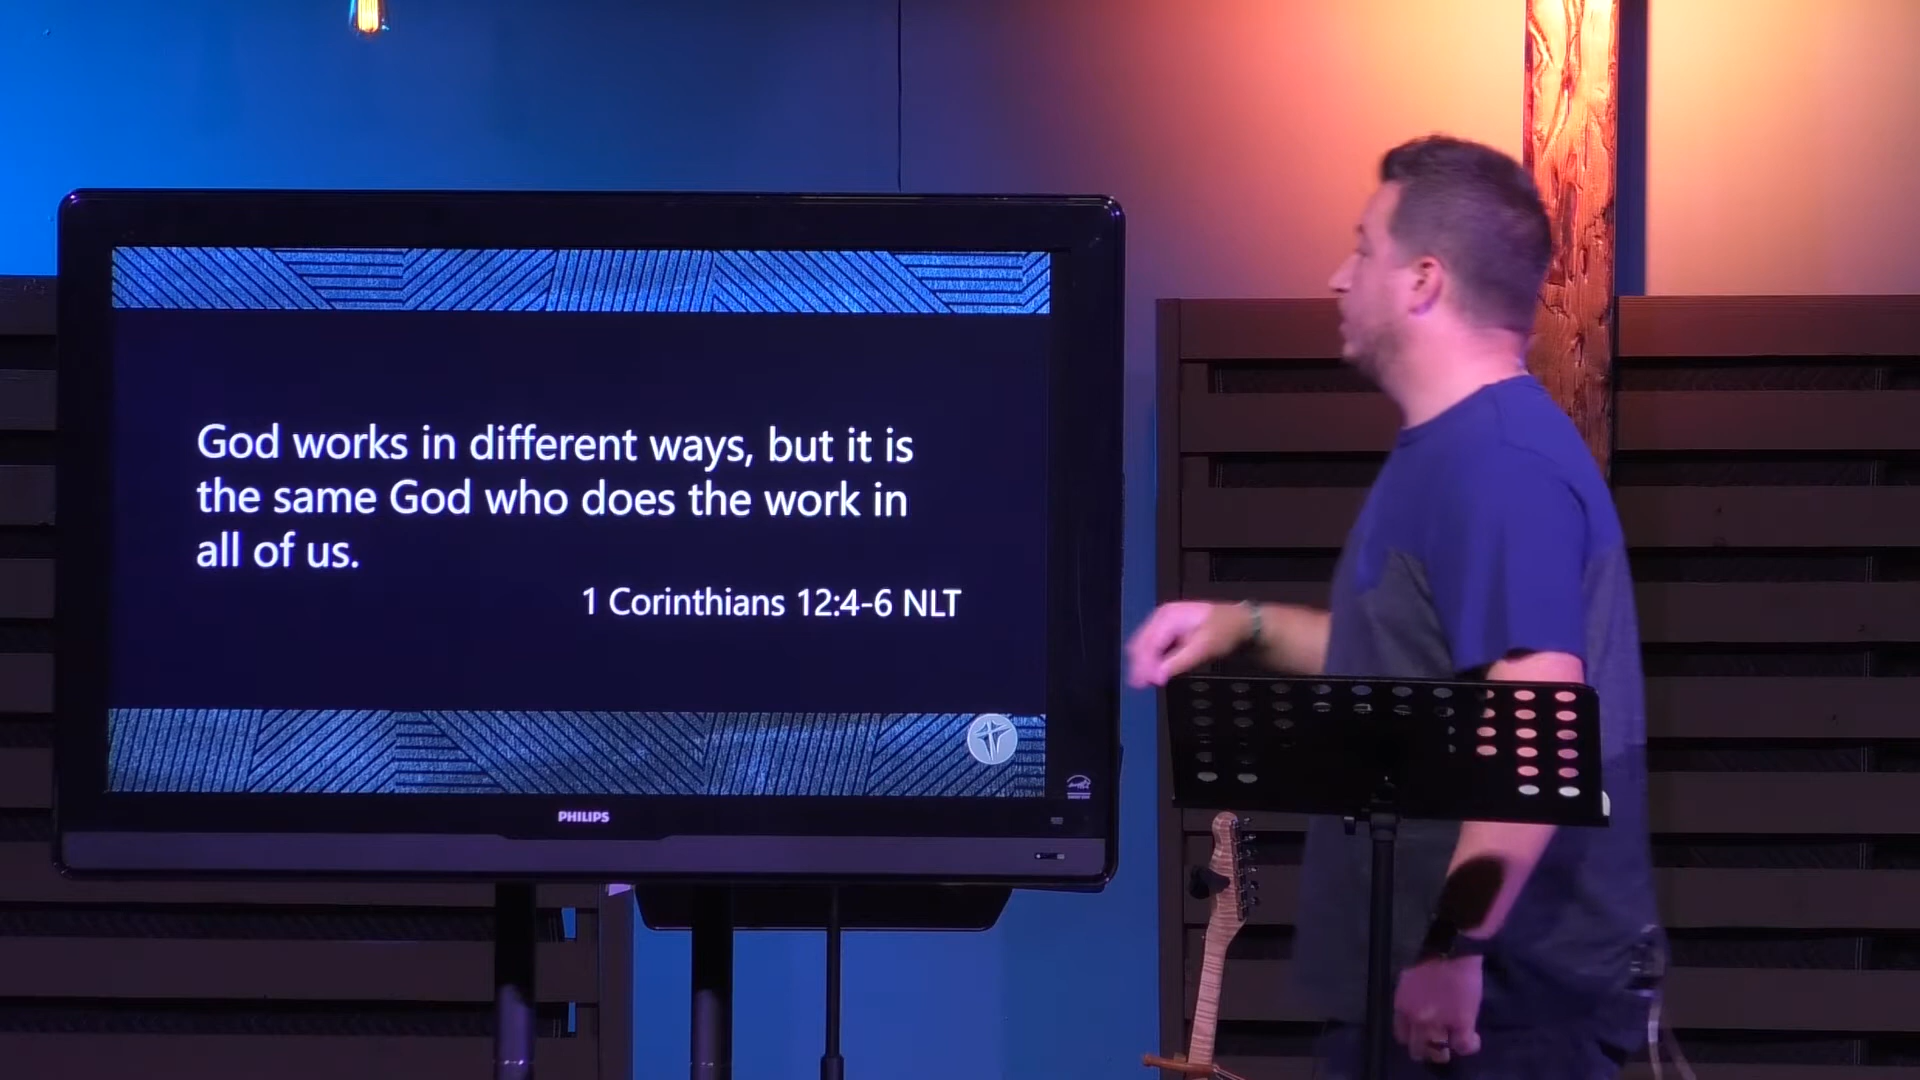 God works in different ways, but it is
the same God who does the work in
all of us.
1 Corinthians 12:4-6 NLT
PHILIPS